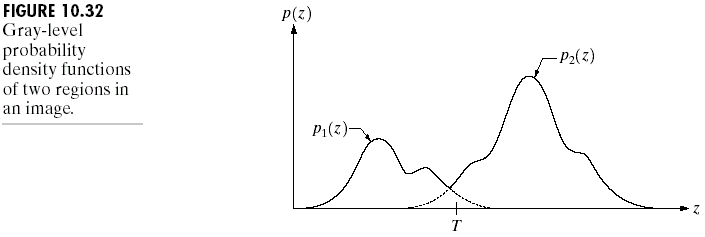 FIGURE 10.32
Gray-level
probability
density functions
of two regions in
an image.
p(z)
p₂(z)
p₁(z)
z
T